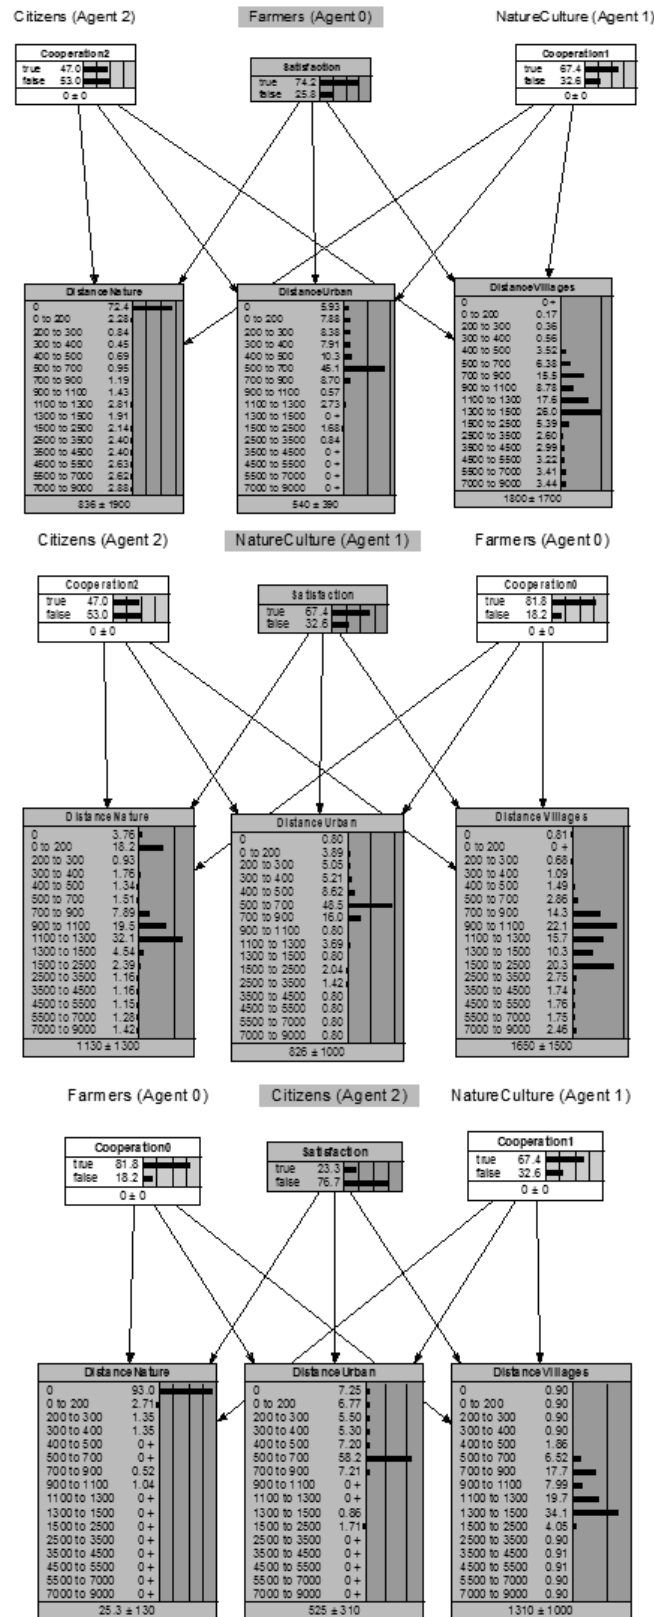 Citizens (Agent 2) Farmers (Agent 0) NatureCulture (Agent 1)
Cooperation2
true 47.0
false 53.0
0 ± 0
Satisfaction
true 74.2
false 25.8
Cooperation1
true 67.4
false 32.6
0 ± 0
DistanceNature
0 72.4
0 to 200 2.28
200 to 300 0.84
300 to 400 0.45
400 to 500 0.69
500 to 700 0.95
700 to 900 1.19
900 to 1100 1.43
1100 to 1300 2.81
1300 to 1500 1.91
1500 to 2500 2.14
2500 to 3500 2.40
3500 to 4500 2.40
4500 to 5500 2.63
5500 to 7000 2.62
7000 to 9000 2.88
836 ± 1900
DistanceUrban
0 5.93
0 to 200 7.88
200 to 300 8.38
300 to 400 7.91
400 to 500 10.3
500 to 700 45.1
700 to 900 8.70
900 to 1100 0.57
1100 to 1300 2.73
1300 to 1500 0+
1500 to 2500 1.68
2500 to 3500 0.84
3500 to 4500 0+
4500 to 5500 0+
5500 to 7000 0+
7000 to 9000 0+
540 ± 390
DistanceVillages
0 0+
0 to 200 0.17
200 to 300 0.36
300 to 400 0.56
400 to 500 3.52
500 to 700 6.38
700 to 900 15.5
900 to 1100 8.78
1100 to 1300 17.6
1300 to 1500 26.0
1500 to 2500 5.39
2500 to 3500 2.60
3500 to 4500 2.99
4500 to 5500 3.22
5500 to 7000 3.41
7000 to 9000 3.44
1800 ± 1700
Citizens (Agent 2) NatureCulture (Agent 1) Farmers (Agent 0)
Cooperation2
true 47.0
false 53.0
0 ± 0
Satisfaction
true 67.4
false 32.6
Cooperation0
true 81.8
false 18.2
0 ± 0
DistanceNature
0 3.76
0 to 200 18.2
200 to 300 0.93
300 to 400 1.76
400 to 500 1.34
500 to 700 1.51
700 to 900 7.89
900 to 1100 19.5
1100 to 1300 32.1
1300 to 1500 4.54
1500 to 2500 2.39
2500 to 3500 1.16
3500 to 4500 1.16
4500 to 5500 1.15
5500 to 7000 1.28
7000 to 9000 1.42
1130 ± 1300
DistanceUrban
0 0.80
0 to 200 3.89
200 to 300 5.05
300 to 400 5.21
400 to 500 8.62
500 to 700 48.5
700 to 900 16.0
900 to 1100 0.80
1100 to 1300 3.69
1300 to 1500 0.80
1500 to 2500 2.04
2500 to 3500 1.42
3500 to 4500 0.80
4500 to 5500 0.80
5500 to 7000 0.80
7000 to 9000 0.80
826 ± 1000
DistanceVillages
0 0.81
0 to 200 0+
200 to 300 0.68
300 to 400 1.09
400 to 500 1.49
500 to 700 2.86
700 to 900 14.3
900 to 1100 22.1
1100 to 1300 15.7
1300 to 1500 10.3
1500 to 2500 20.3
2500 to 3500 2.75
3500 to 4500 1.74
4500 to 5500 1.76
5500 to 7000 1.75
7000 to 9000 2.46
1650 ± 1500
Farmers (Agent 0) Citizens (Agent 2) NatureCulture (Agent 1)
Cooperation0
true 81.8
false 18.2
0 ± 0
Satisfaction
true 23.3
false 76.7
Cooperation1
true 67.4
false 32.6
0 ± 0
DistanceNature
0 93.0
0 to 200 2.71
200 to 300 1.35
300 to 400 1.35
400 to 500 0+
500 to 700 0+
700 to 900 0.52
900 to 1100 1.04
1100 to 1300 0+
1300 to 1500 0+
1500 to 2500 0+
2500 to 3500 0+
3500 to 4500 0+
4500 to 5500 0+
5500 to 7000 0+
7000 to 9000 0+
25.3 ± 130
DistanceUrban
0 7.25
0 to 200 6.77
200 to 300 5.50
300 to 400 5.30
400 to 500 7.20
500 to 700 58.2
700 to 900 7.21
900 to 1100 0+
1100 to 1300 0+
1300 to 1500 0.86
1500 to 2500 1.71
2500 to 3500 0+
3500 to 4500 0+
4500 to 5500 0+
5500 to 7000 0+
7000 to 9000 0+
525 ± 310
DistanceVillages
0 0.90
0 to 200 0.90
200 to 300 0.90
300 to 400 0.90
400 to 500 1.86
500 to 700 6.52
700 to 900 17.7
900 to 1100 7.99
1100 to 1300 19.7
1300 to 1500 34.1
1500 to 2500 4.05
2500 to 3500 0.90
3500 to 4500 0.91
4500 to 5500 0.91
5500 to 7000 0.90
7000 to 9000 0.90
1310 ± 1000